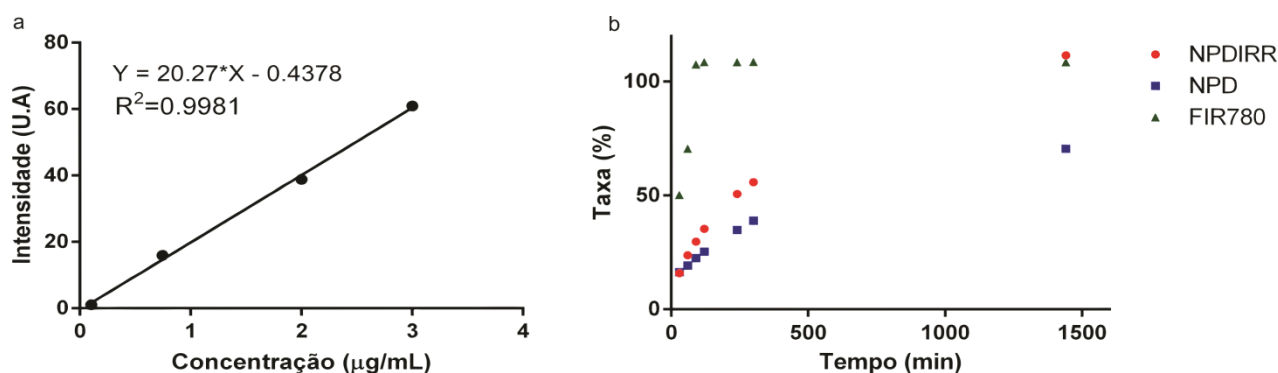 a
80
60
40
20
0
Intensidade (U.A)
Y = 20.27*X - 0.4378
R²=0.9981
0 1 2 3 4
Concentração (μg/mL)
b
100
50
0
Taxa (%)
0 500 1000 1500
Tempo (min)
NPDIRR
NPD
FIR780